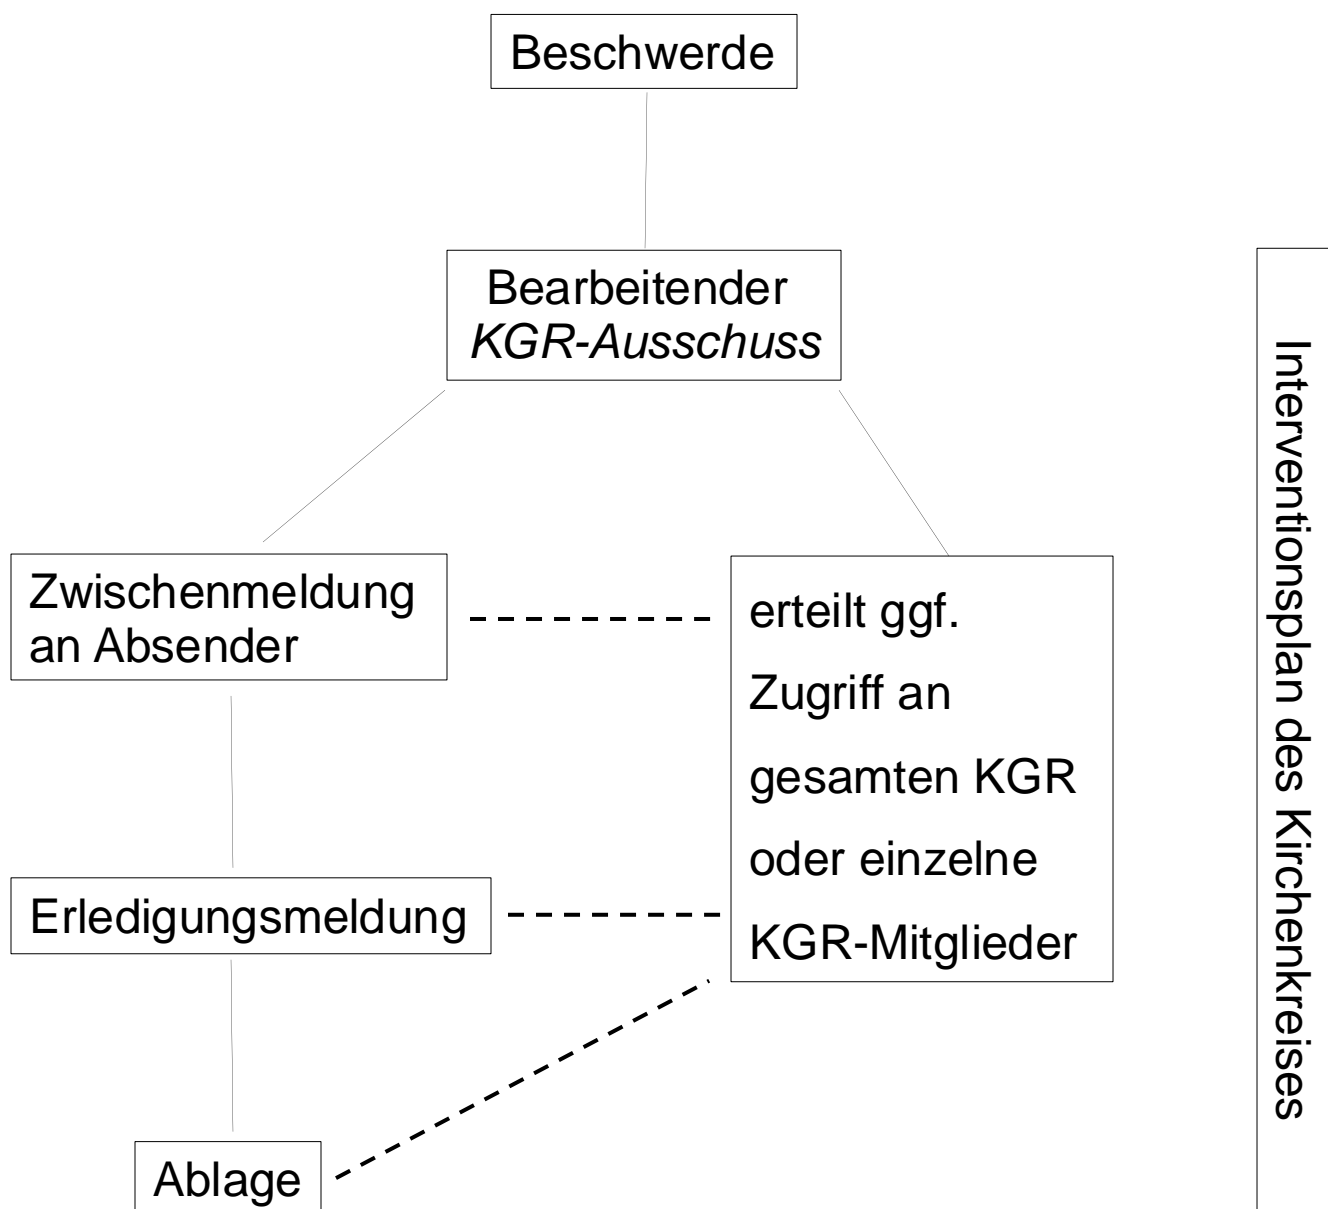 Beschwerde
Bearbeitender
KGR-Ausschuss
Zwischenmeldung
an Absender
erteilt ggf.
Zugriff an
gesamten KGR
oder einzelne
KGR-Mitglieder
Erledigungsmeldung
Ablage
Interventionsplan des Kirchenkreises